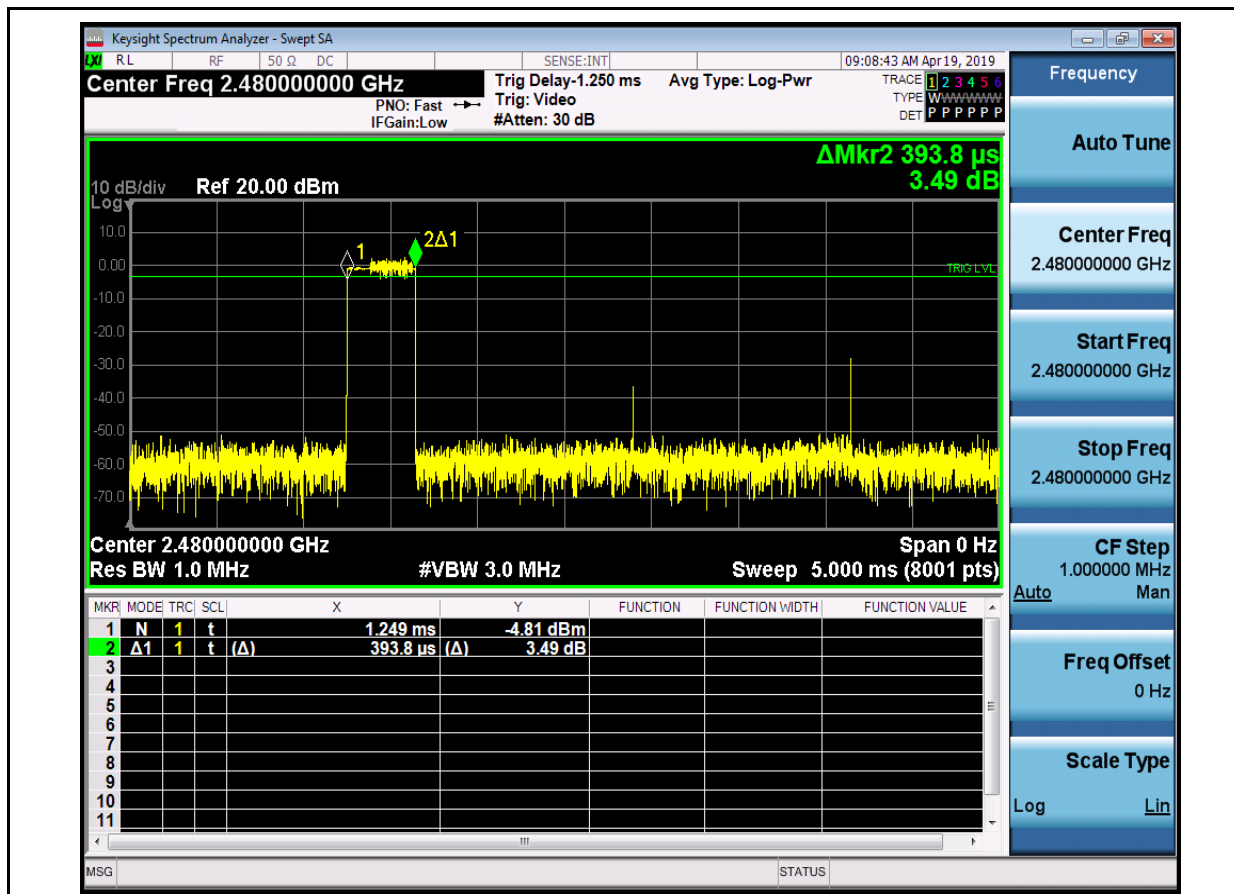 Keysight Spectrum Analyzer - Swept SA
LXI RL RF 50 Ω DC SENSE:INT 09:08:43 AM Apr 19, 2019
Center Freq 2.480000000 GHz Trig Delay-1.250 ms Avg Type: Log-Pwr TRACE 1 2 3 4 5 6
PNO: Fast Trig: Video TYPE WWWWWW
IFGain:Low #Atten: 30 dB DET P P P P P P
ΔMkr2 393.8 µs
3.49 dB
10 dB/div Ref 20.00 dBm
Log
10.0
0.00
-10.0
-20.0
-30.0
-40.0
-50.0
-60.0
-70.0
1
2Δ1
TRIG LVL
Center 2.480000000 GHz Span 0 Hz
Res BW 1.0 MHz #VBW 3.0 MHz Sweep 5.000 ms (8001 pts)
MKR MODE TRC SCL X Y FUNCTION FUNCTION WIDTH FUNCTION VALUE
1 N 1 t 1.249 ms -4.81 dBm
2 Δ1 1 t (Δ) 393.8 µs (Δ) 3.49 dB
3
4
5
6
7
8
9
10
11
MSG STATUS
Frequency
Auto Tune
Center Freq
2.480000000 GHz
Start Freq
2.480000000 GHz
Stop Freq
2.480000000 GHz
CF Step
1.000000 MHz
Auto Man
Freq Offset
0 Hz
Scale Type
Log Lin